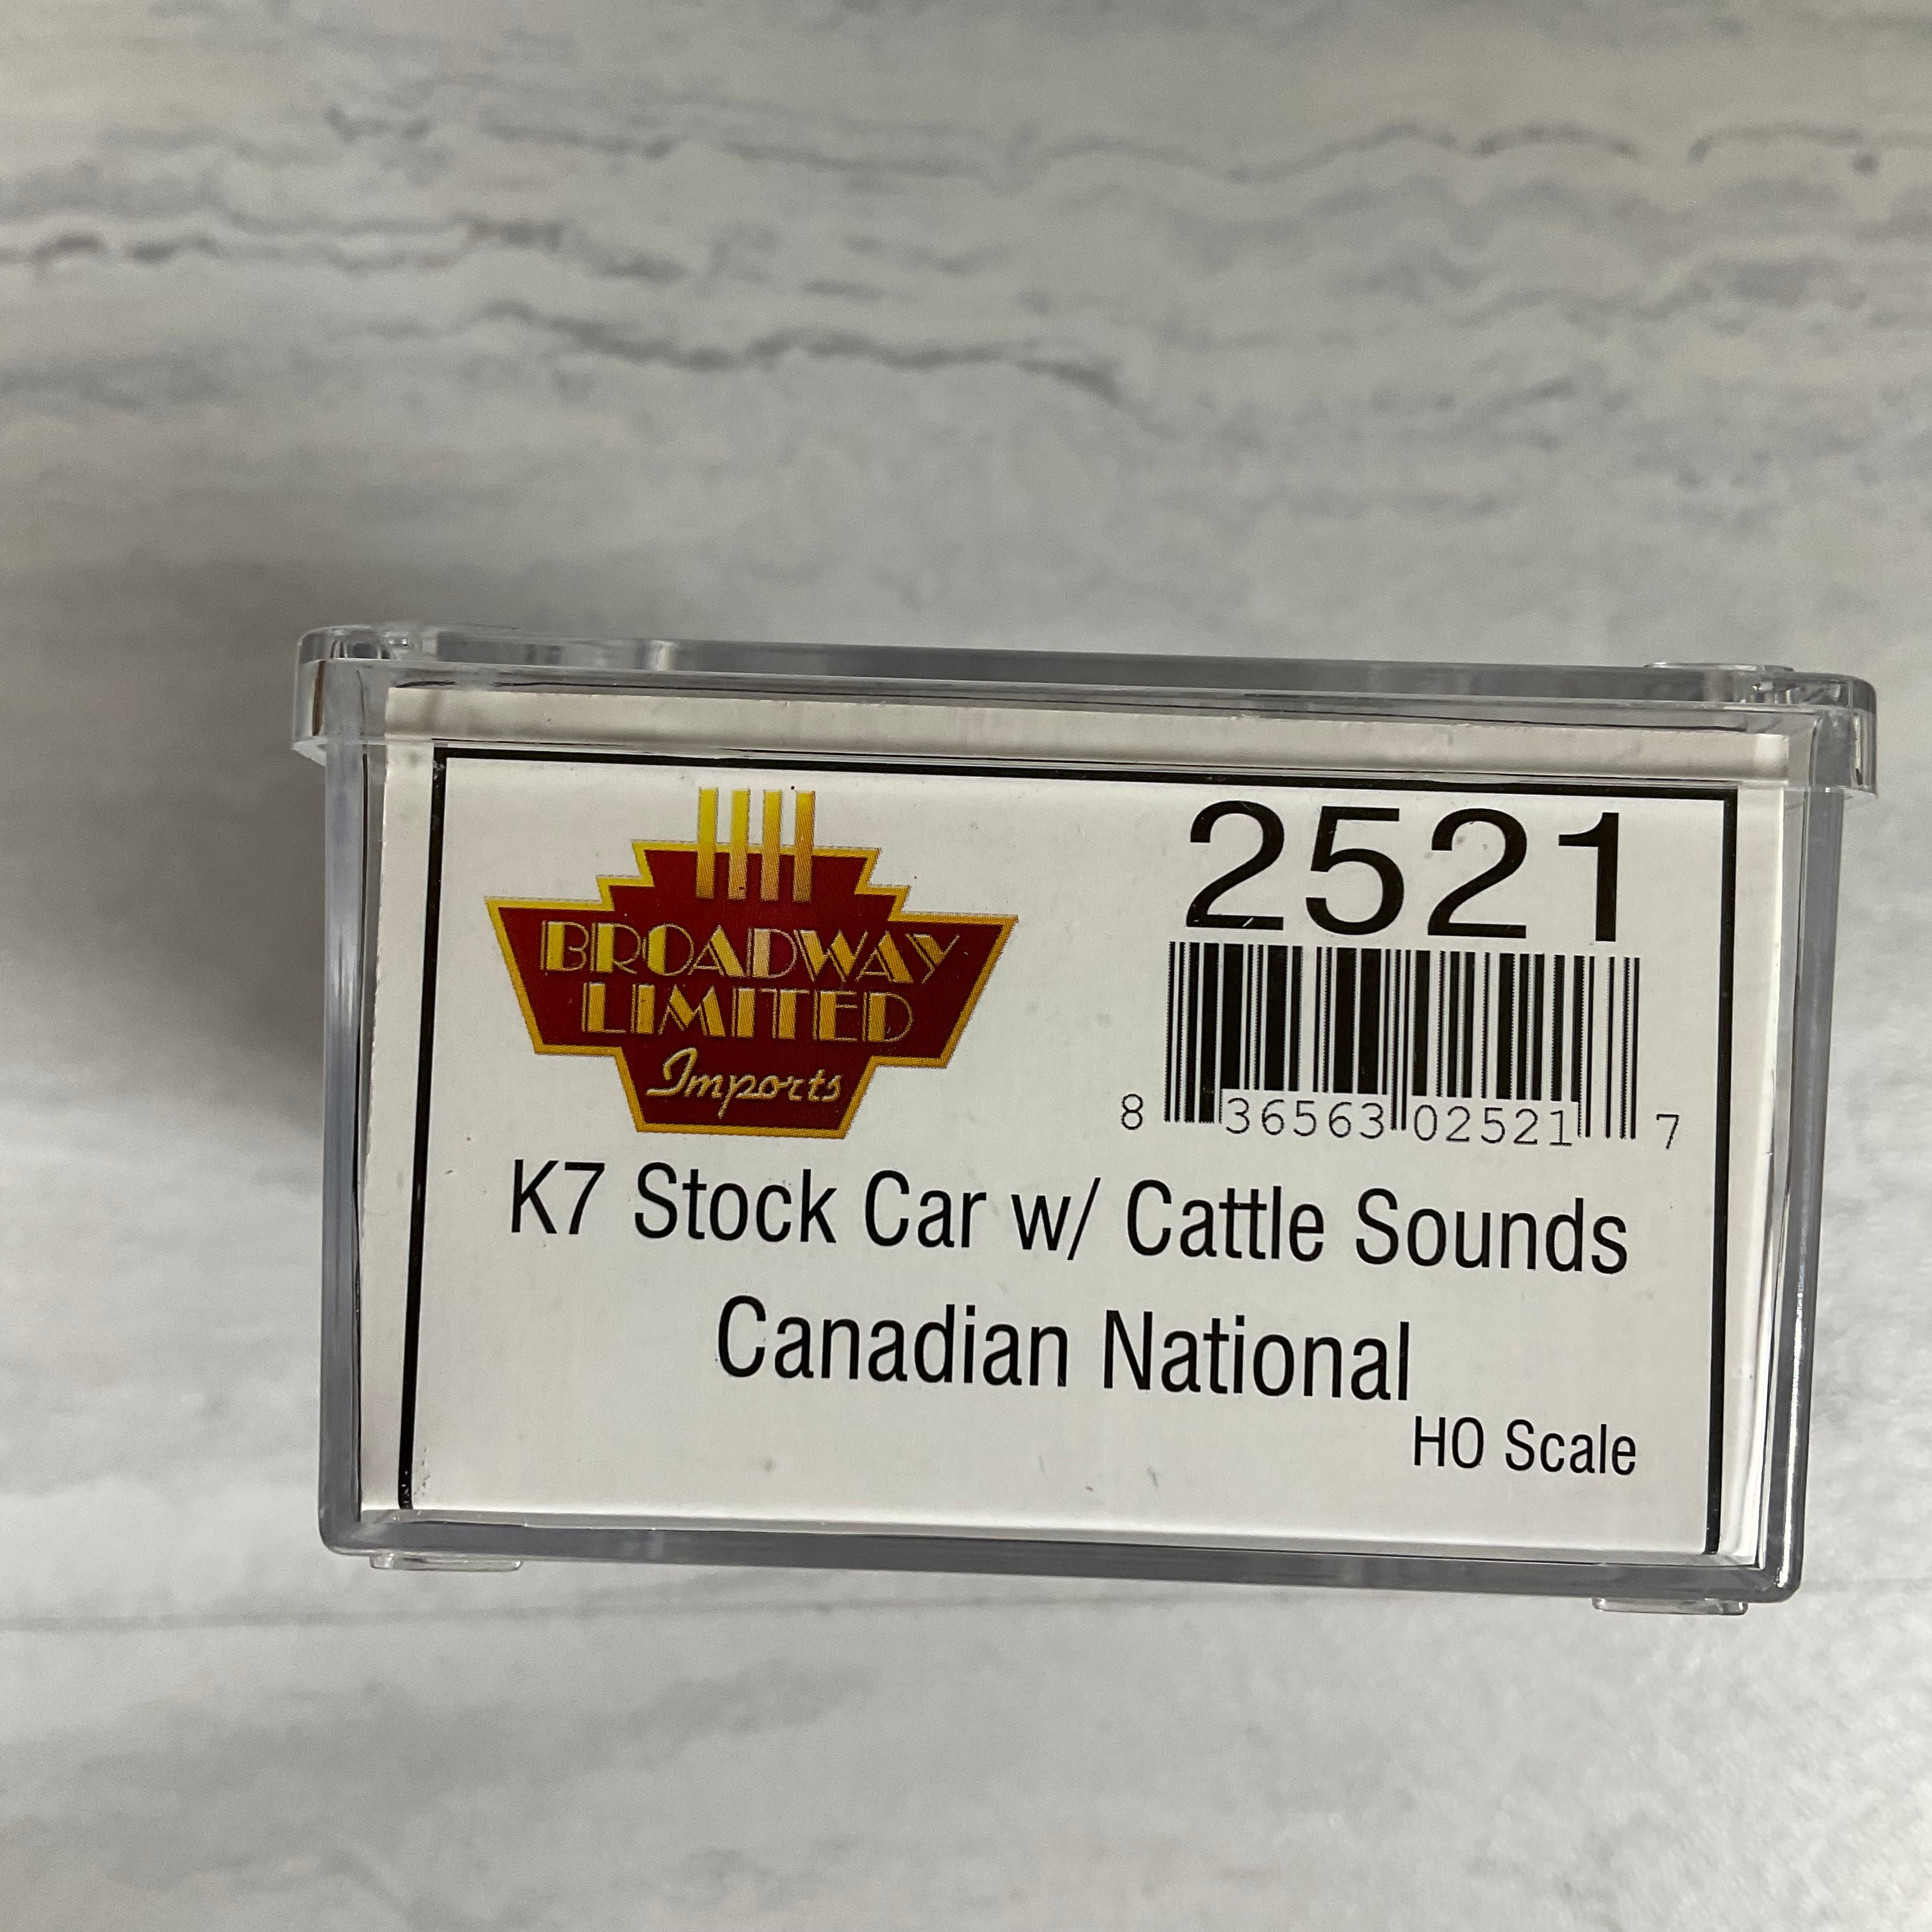 BROADWAY
LIMITED
Imports
2521
8 36563 02521 7
K7 Stock Car w/ Cattle Sounds
Canadian National
HO Scale